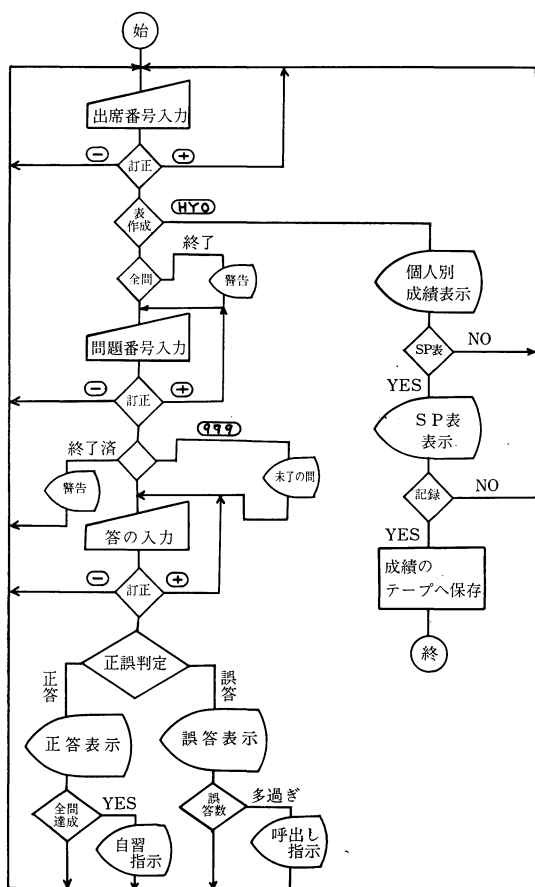 始
出席番号入力
− 訂正 +
表
作成
HYO
終了
全問
警告
個人別
成績表示
問題番号入力
SP表
NO
YES
− 訂正 +
SP表
表示
999
終了済
警告
未了の問
記録
NO
YES
答の入力
成績の
テープへ保存
− 訂正 +
終
正誤判定
正答
誤答
正答表示
誤答表示
全問
達成
YES
誤
答数
多過ぎ
自習
指示
呼出し
指示